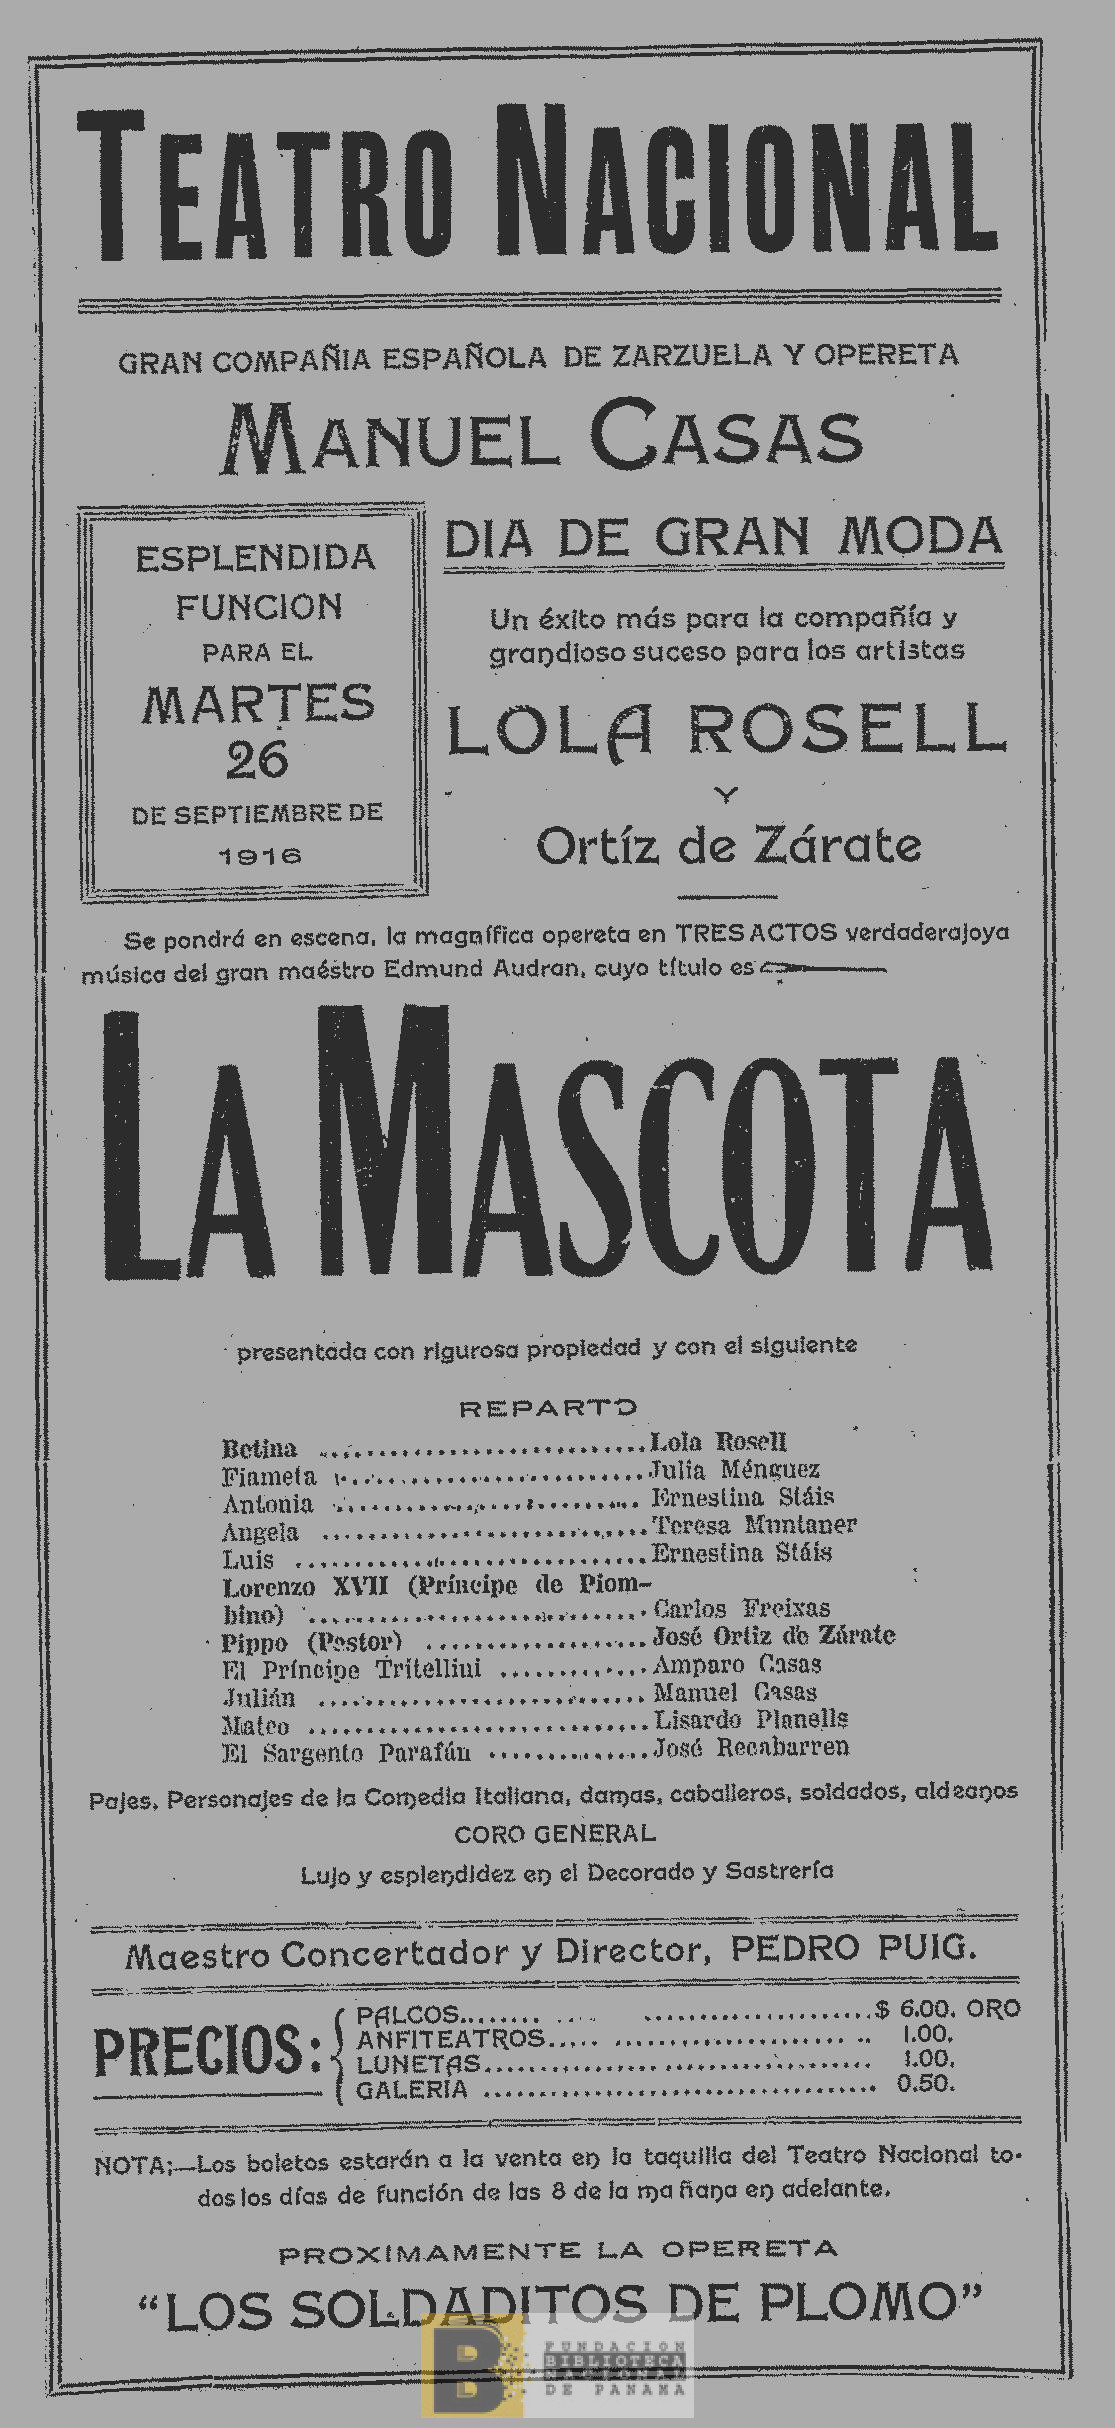 TEATRO NACIONAL
GRAN COMPAÑIA ESPAÑOLA DE ZARZUELA Y OPERETA
MANUEL CASAS
ESPLENDIDA
FUNCION
PARA EL
MARTES
26
DE SEPTIEMBRE DE
1916
DIA DE GRAN MODA
Un éxito más para la compañía y
grandioso suceso para los artistas
LOLA ROSELL
Y
Ortíz de Zárate
Se pondrá en escena, la magnífica opereta en TRES ACTOS verdadera joya
música del gran maéstro Edmund Audran, cuyo título es
LA MASCOTA
presentada con rigurosa propiedad y con el siguiente
REPARTO
Betina ..............................Lola Rosell
Fiameta ..............................Julia Ménguez
Antonia .............................. Ernestina Stáis
Angela ..............................Teresa Muntaner
Luis ..............................Ernestina Stáis
Lorenzo XVII (Príncipe de Piom-
bino) ..............................Carlos Freixas
Pippo (Pastor) ....................José Ortiz de Zárate
El Príncipe Tritellini .............Amparo Casas
Julián .............................. Manuel Casas
Mateo ..............................Lisardo Planells
El Sargento Parafán ..............José Recabarren
Pajes, Personajes de la Comedia Italiana, damas, caballeros, soldados, aldeanos
CORO GENERAL
Lujo y esplendidez en el Decorado y Sastrería
Maestro Concertador y Director, PEDRO PUIG.
PRECIOS:
PALCOS........ .... ....................$ 6.00. ORO
ANFITEATROS..... ...................... .. 1.00.
LUNETAS.................................... 1.00.
GALERIA .................................... 0.50.
NOTA;—Los boletos estarán a la venta en la taquilla del Teatro Nacional to-
dos los días de función de las 8 de la ma ñana en adelante.
PROXIMAMENTE LA OPERETA
“LOS SOLDADITOS DE PLOMO”
B
FUNDACION
BIBLIOTECA
NACIONAL
DE PANAMA